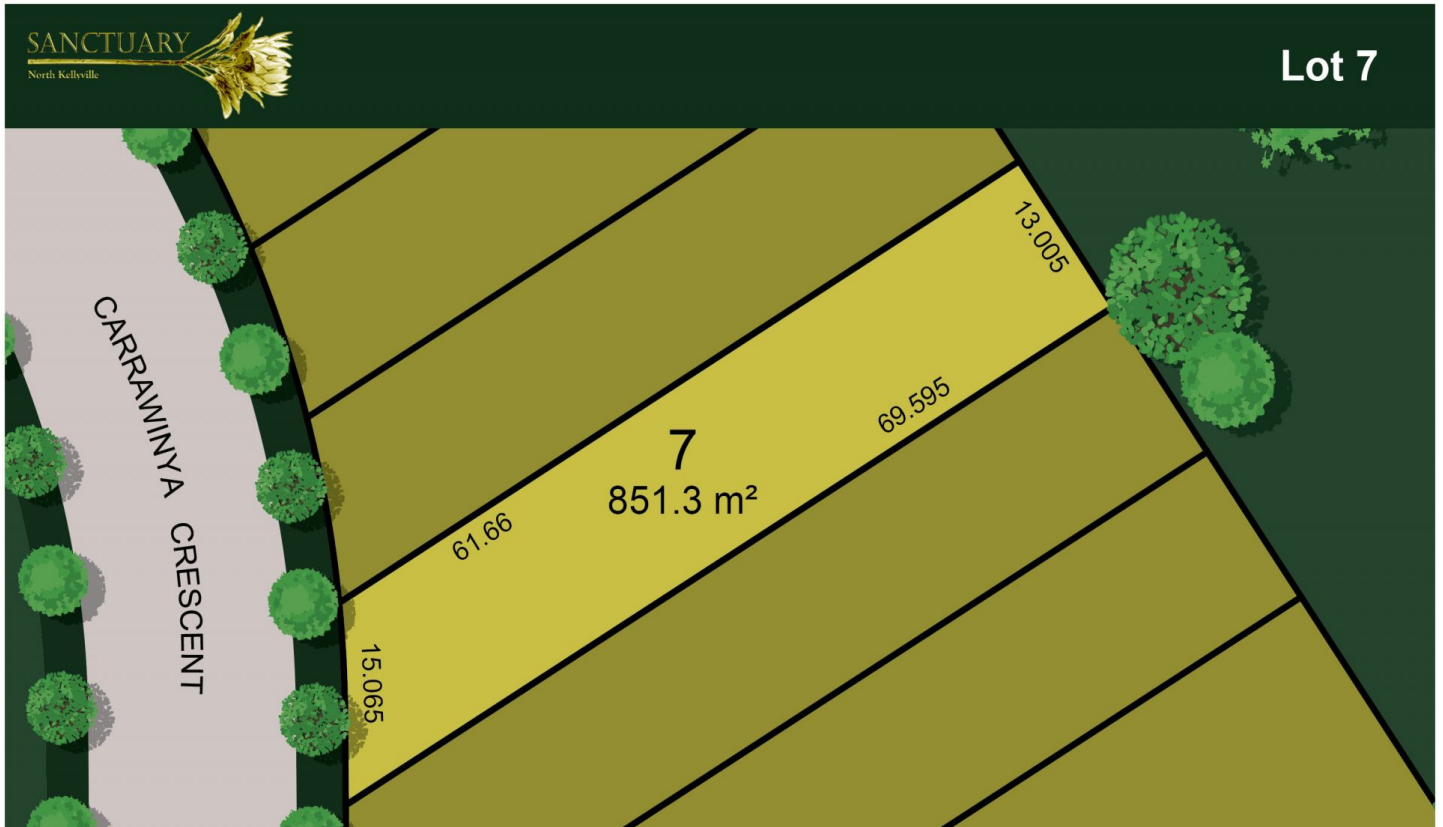 SANCTUARY
North Kellyville
Lot 7
CARRAWINYA CRESCENT
13.005
69.595
7
851.3 m²
61.66
15.065